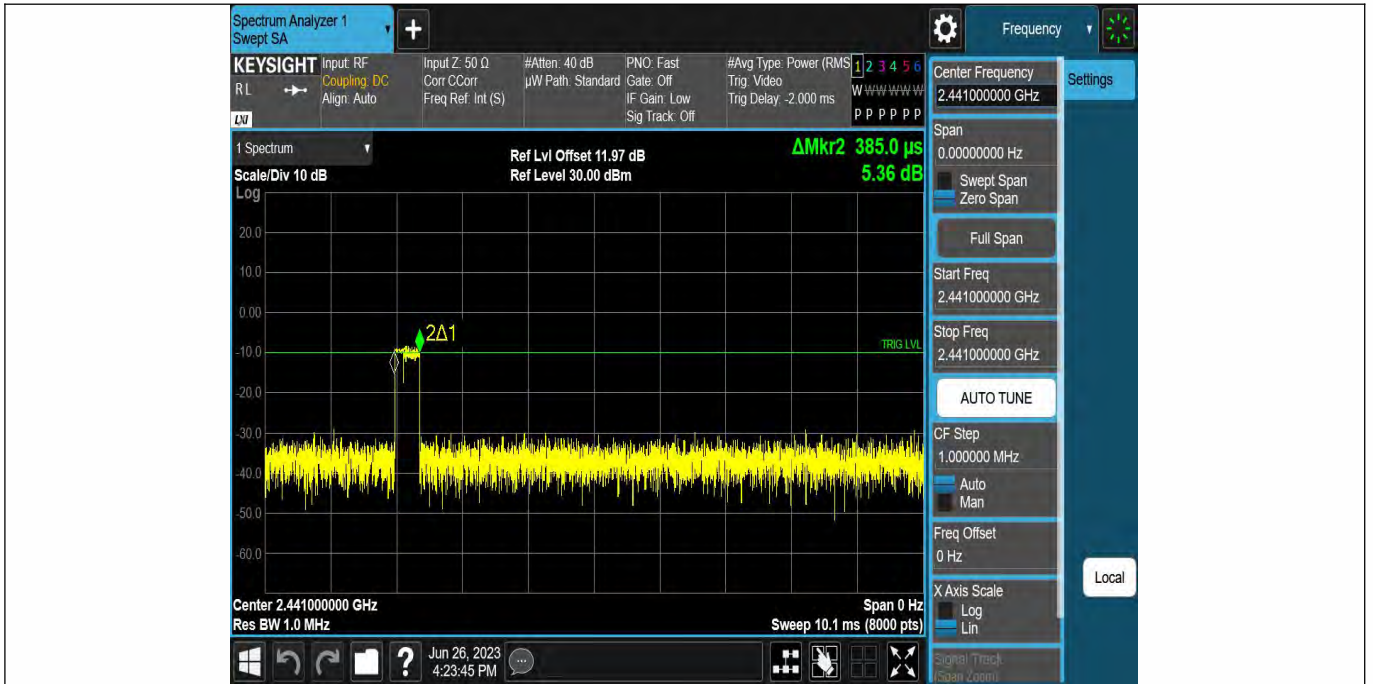 Spectrum Analyzer 1
Swept SA
+
Frequency
KEYSIGHT
RL
LXI
Input: RF
Coupling: DC
Align: Auto
Input Z: 50 Ω
Corr CCorr
Freq Ref: Int (S)
#Atten: 40 dB
µW Path: Standard
PNO: Fast
Gate: Off
IF Gain: Low
Sig Track: Off
#Avg Type: Power (RMS
Trig: Video
Trig Delay: -2.000 ms
1 2 3 4 5 6
W W W W W W
P P P P P P
Center Frequency
2.441000000 GHz
Settings
Span
0.00000000 Hz
Swept Span
Zero Span
Full Span
Start Freq
2.441000000 GHz
Stop Freq
2.441000000 GHz
AUTO TUNE
CF Step
1.000000 MHz
Auto
Man
Freq Offset
0 Hz
X Axis Scale
Log
Lin
Signal Track
(Span Zoom)
Local
1 Spectrum
Scale/Div 10 dB
Ref Lvl Offset 11.97 dB
Ref Level 30.00 dBm
ΔMkr2 385.0 µs
5.36 dB
Log
20.0
10.0
0.00
-10.0
-20.0
-30.0
-40.0
-50.0
-60.0
2Δ1
TRIG LVL
Center 2.441000000 GHz
Res BW 1.0 MHz
Span 0 Hz
Sweep 10.1 ms (8000 pts)
?
Jun 26, 2023
4:23:45 PM